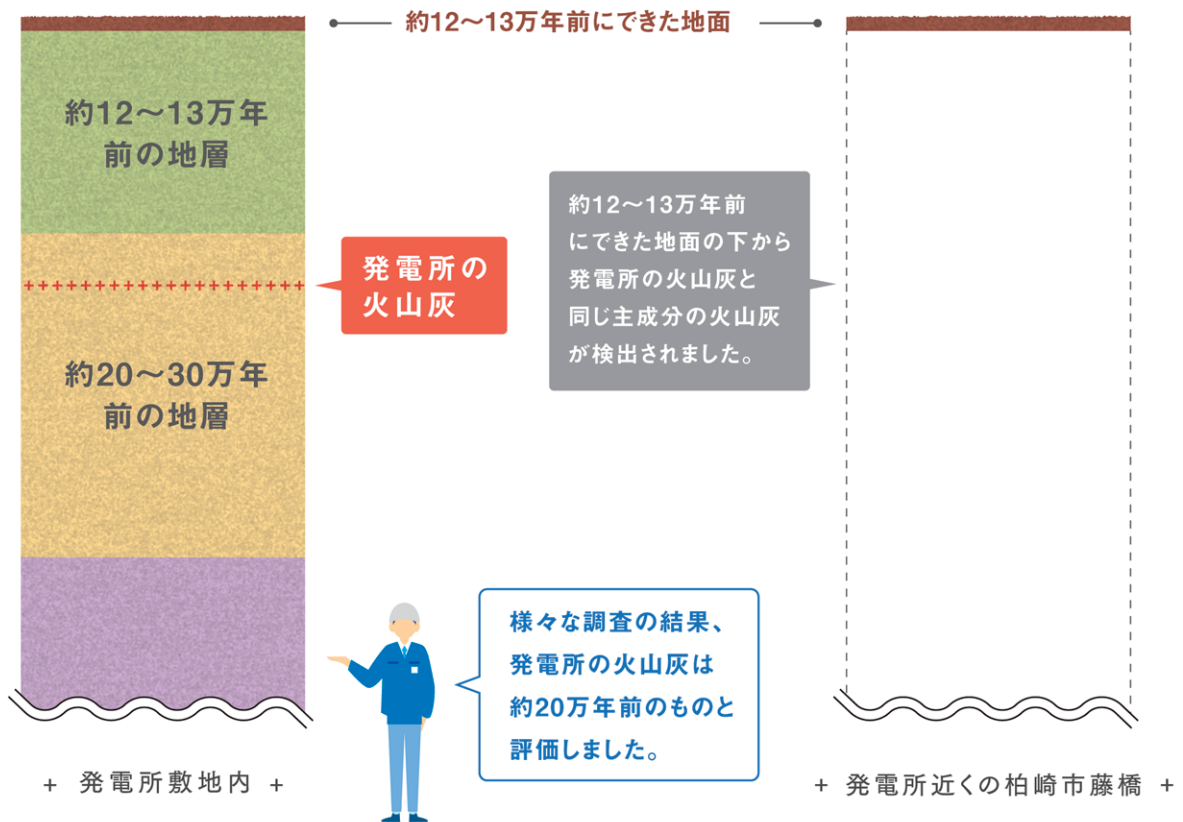 約12〜13万年前にできた地面
約12〜13万年
前の地層
発電所の
火山灰
約20〜30万年
前の地層
約12〜13万年前
にできた地面の下から
発電所の火山灰と
同じ主成分の火山灰
が検出されました。
様々な調査の結果、
発電所の火山灰は
約20万年前のものと
評価しました。
+ 発電所敷地内 +
+ 発電所近くの柏崎市藤橋 +